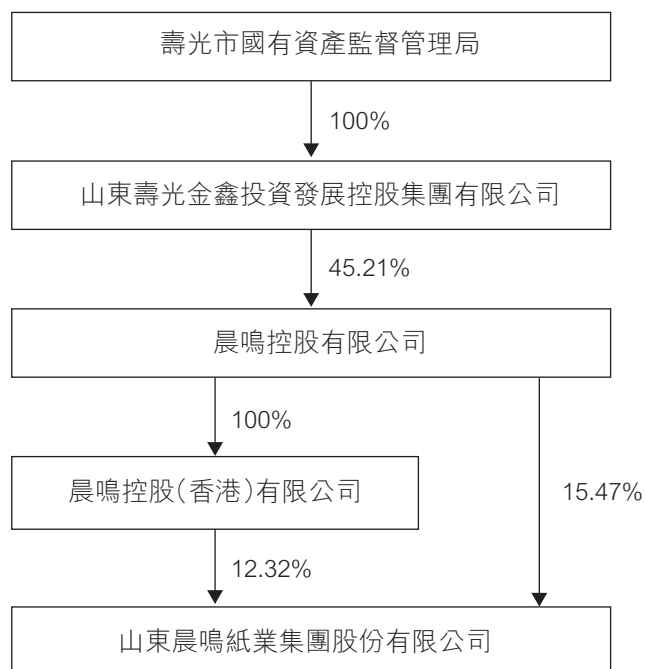 壽光市國有資產監督管理局
100%
山東壽光金鑫投資發展控股集團有限公司
45.21%
晨鳴控股有限公司
100%
晨鳴控股(香港)有限公司
15.47%
12.32%
山東晨鳴紙業集團股份有限公司